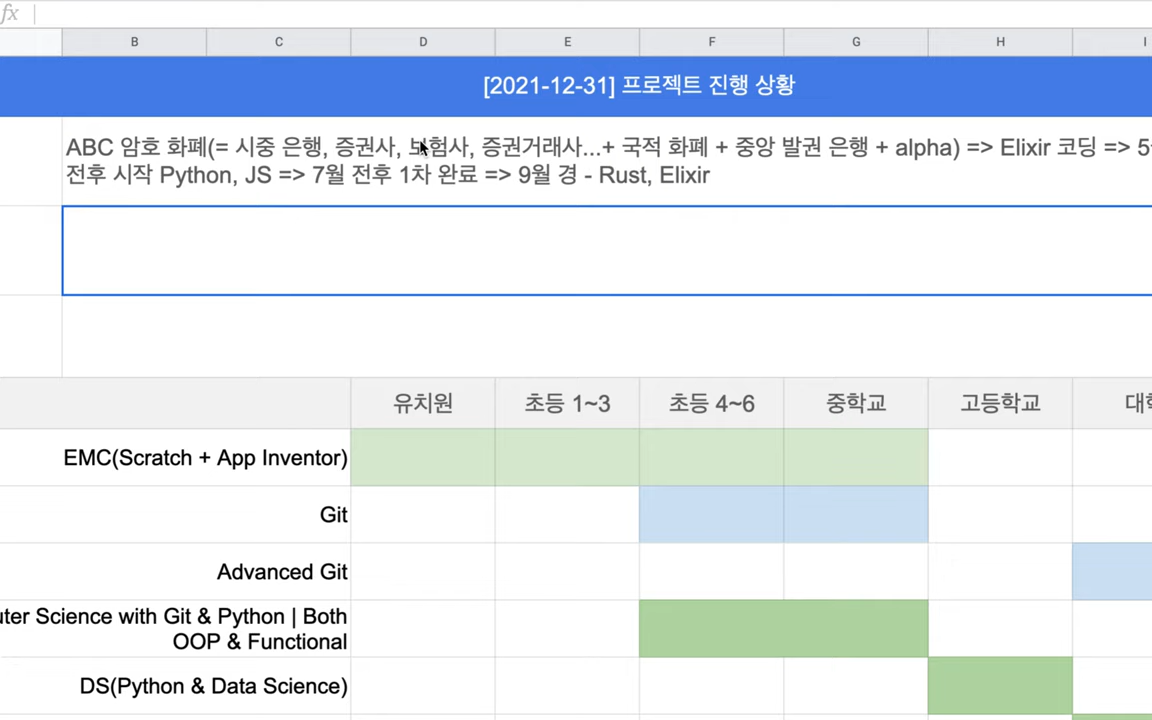 fx
B C D E F G H I
[2021-12-31] 프로젝트 진행 상황
ABC 암호 화폐(= 시중 은행, 증권사, 보험사, 증권거래사...+ 국적 화폐 + 중앙 발권 은행 + alpha) => Elixir 코딩 => 5
전후 시작 Python, JS => 7월 전후 1차 완료 => 9월 경 - Rust, Elixir
유치원 초등 1~3 초등 4~6 중학교 고등학교 대
EMC(Scratch + App Inventor)
Git
Advanced Git
uter Science with Git & Python | Both
OOP & Functional
DS(Python & Data Science)